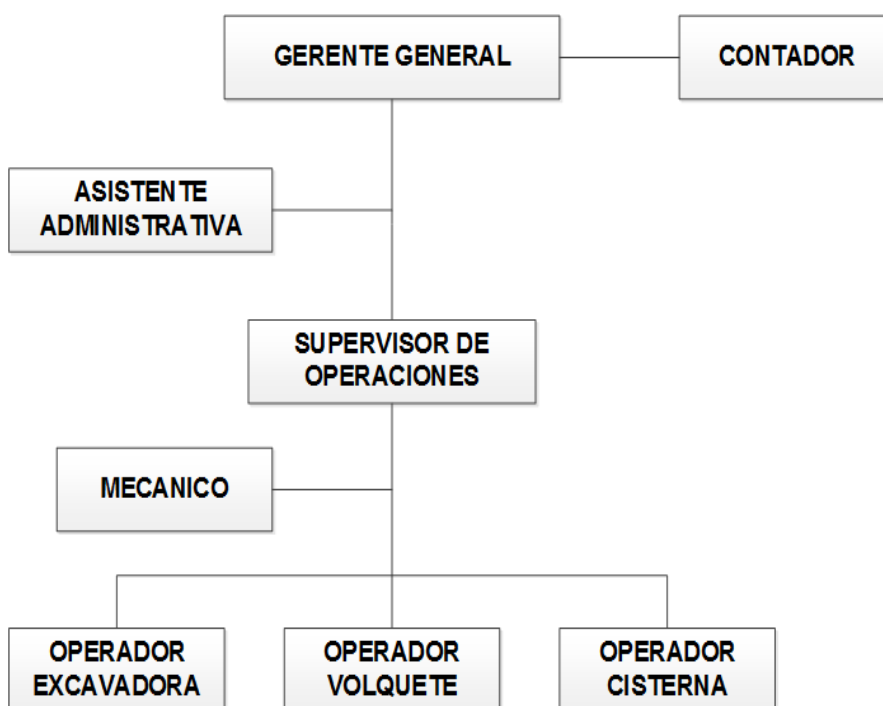 GERENTE GENERAL
CONTADOR
ASISTENTE
ADMINISTRATIVA
SUPERVISOR DE
OPERACIONES
MECANICO
OPERADOR
EXCAVADORA
OPERADOR
VOLQUETE
OPERADOR
CISTERNA